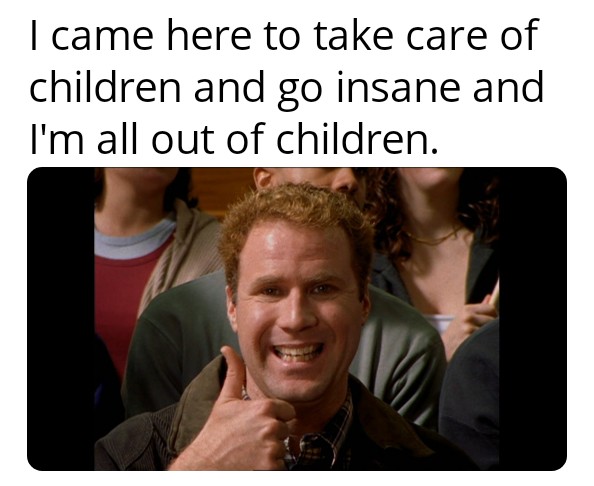 I came here to take care of
children and go insane and
I'm all out of children.